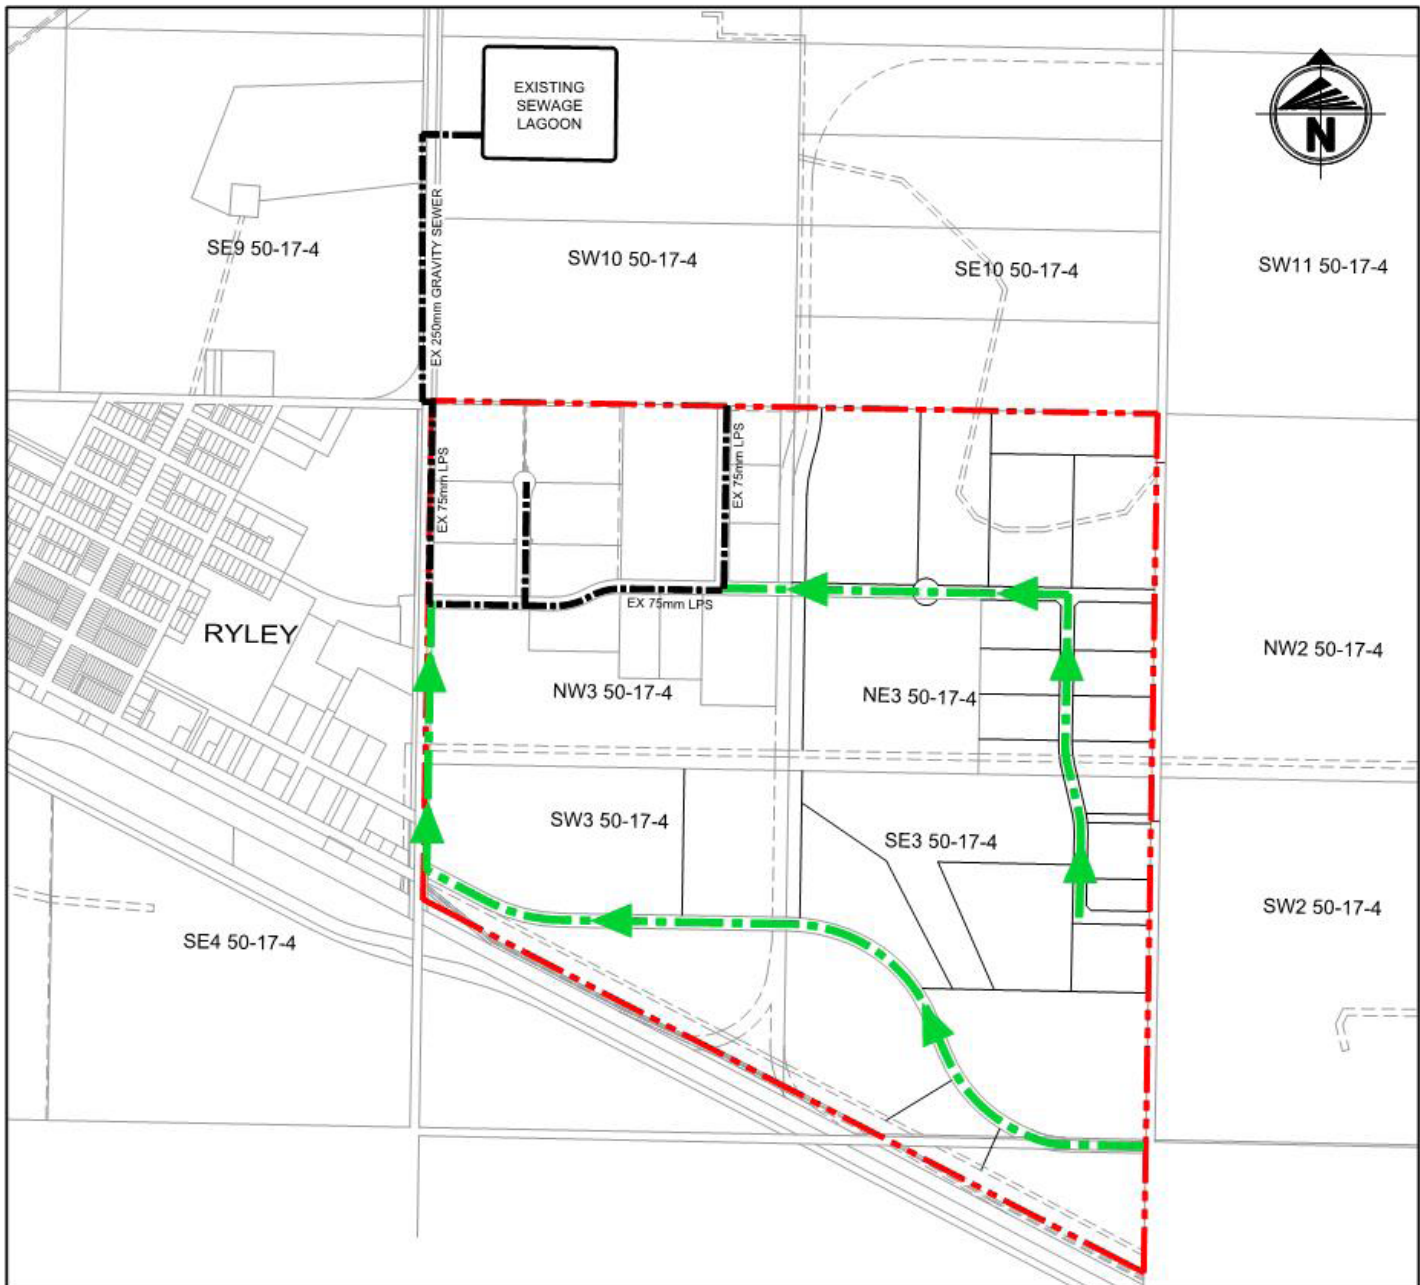 EXISTING
SEWAGE
LAGOON
N
EX 250mm GRAVITY SEWER
SE9 50-17-4
SW10 50-17-4
SE10 50-17-4
SW11 50-17-4
EX 75mm LPS
EX 75mm LPS
EX 75mm LPS
RYLEY
NW3 50-17-4
NE3 50-17-4
NW2 50-17-4
SW3 50-17-4
SE3 50-17-4
SE4 50-17-4
SW2 50-17-4